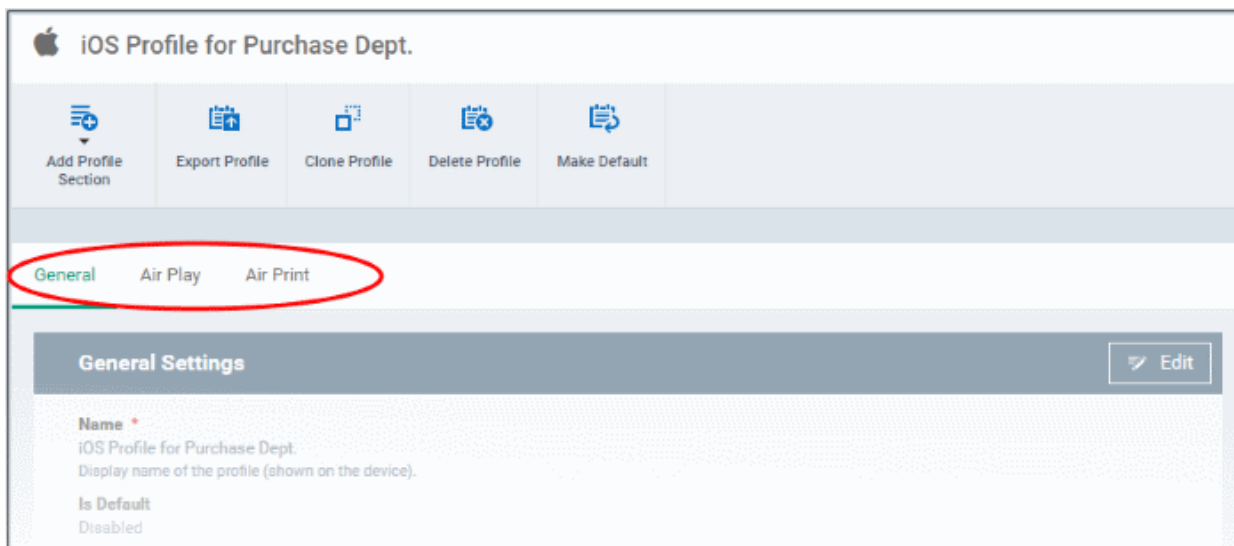 iOS Profile for Purchase Dept.
Add Profile
Section
Export Profile
Clone Profile
Delete Profile
Make Default
General
Air Play
Air Print
General Settings
Edit
Name *
iOS Profile for Purchase Dept.
Display name of the profile (shown on the device).
Is Default
Disabled